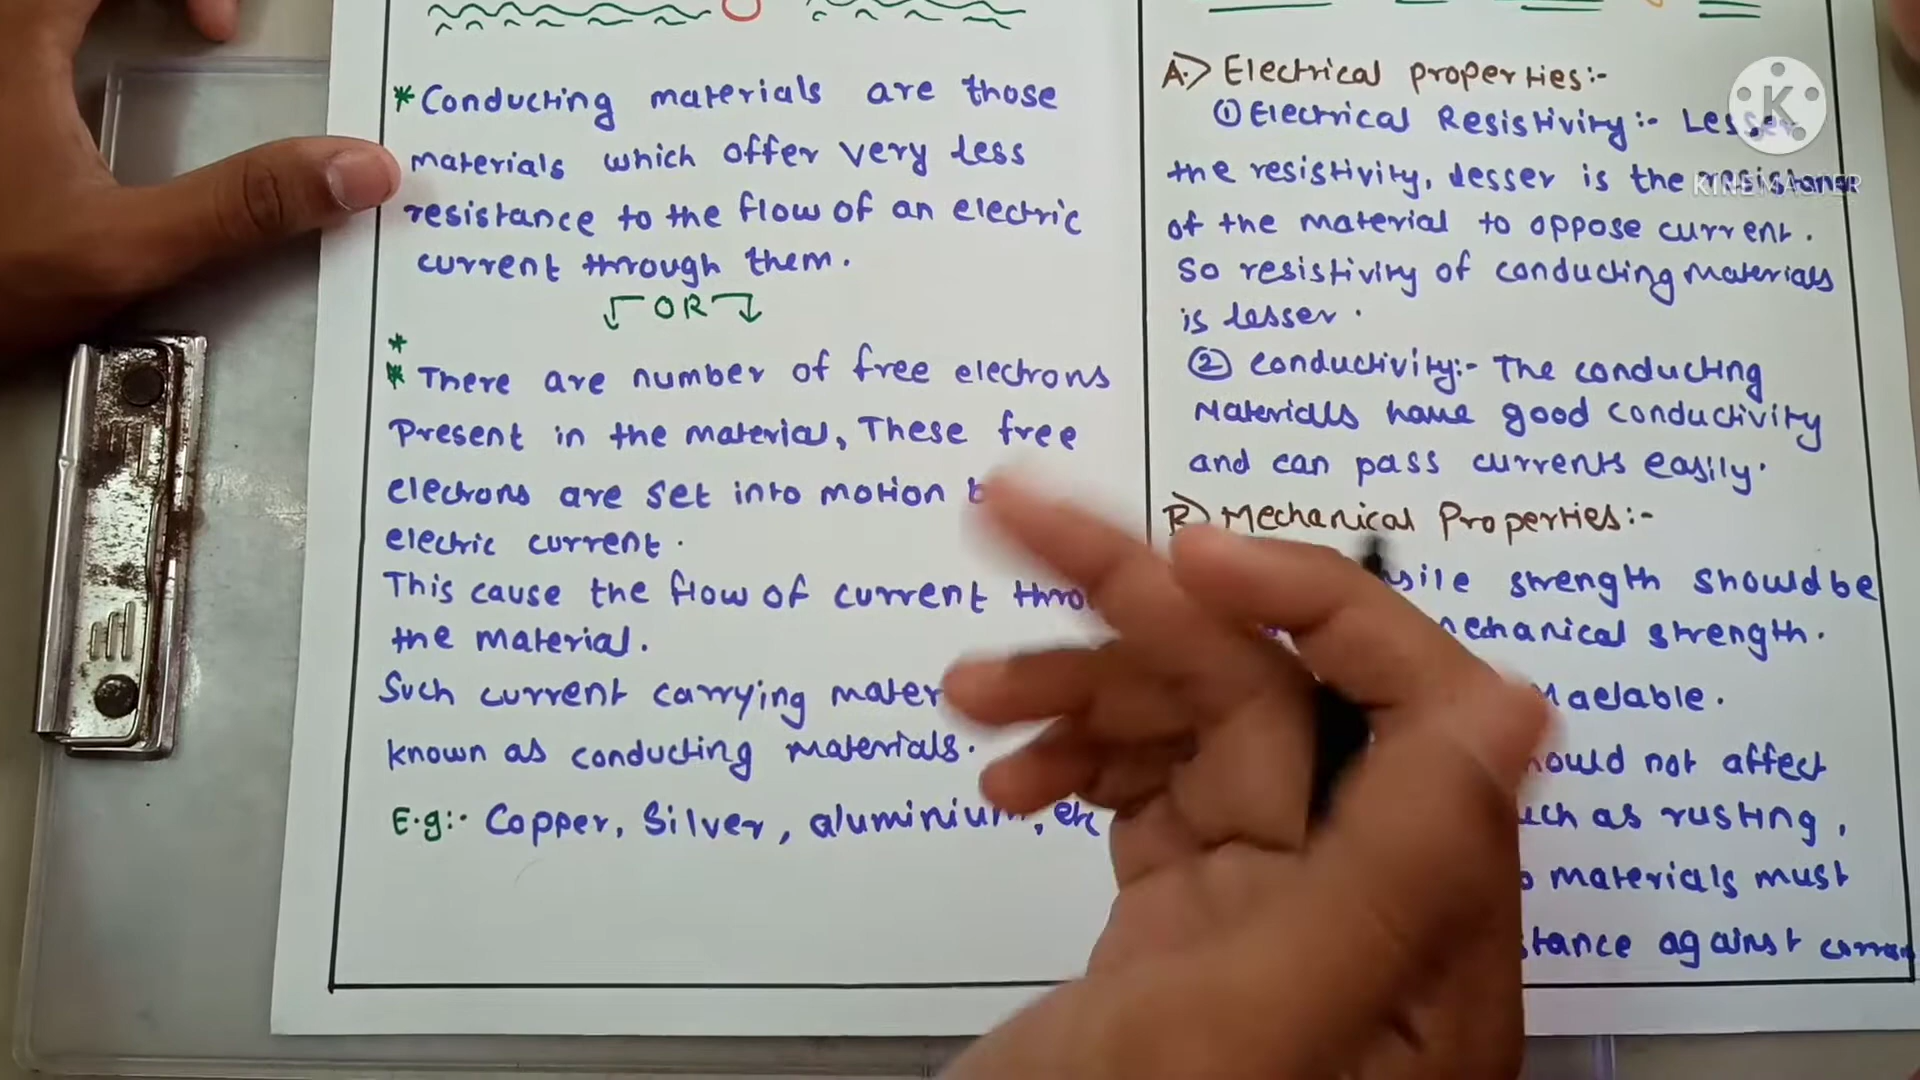 *Conducting materials are those
materials which offer very less
resistance to the flow of an electric
current through them.
OR
*
* There are number of free electrons
Present in the material, These free
electrons are set into motion
electric current.
This cause the flow of current
the material.
Such current carrying
known as conducting materials.
E.g:- Copper, Silver, aluminium, etc
A.> Electrical properties:-
① Electrical Resistivity:- Lesser
the resistivity, lesser is the
of the material to oppose current.
So resistivity of conducting Materials
is lesser.
② Conductivity:- The conducting
Materials have good conductivity
and can pass currents easily.
B> Mechanical Properties:-
strength should be
mechanical strength.
Maelable.
should not affect
such as rusting,
materials must
against
K
KINEMASTER